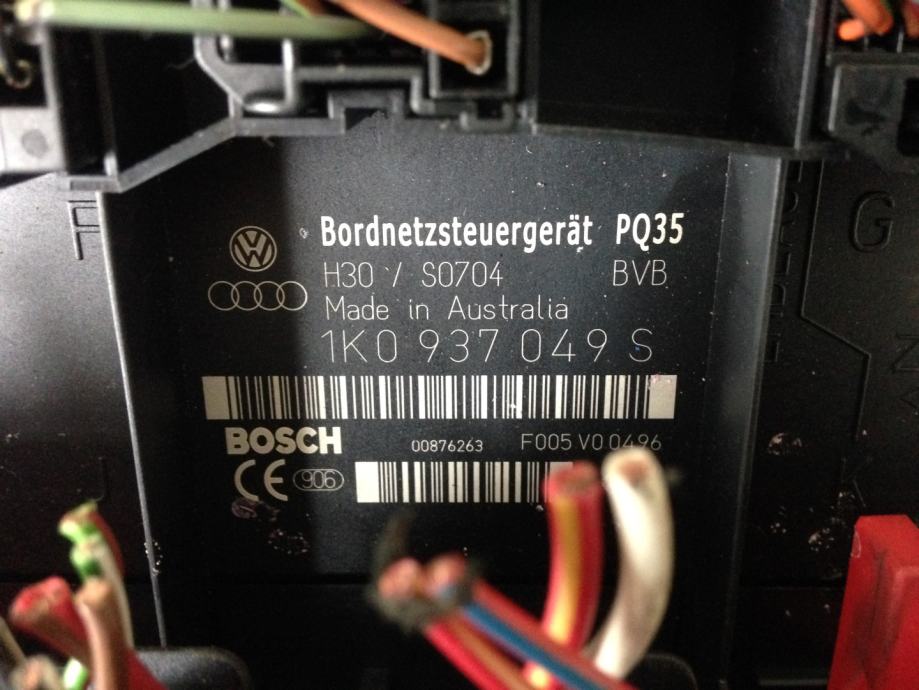 F
G
Bordnetzsteuergerät PQ35
H30 / S0704 BVB
Made in Australia
1K0 937 049 S
BOSCH 00876263 F005 V0 0496
CE 906